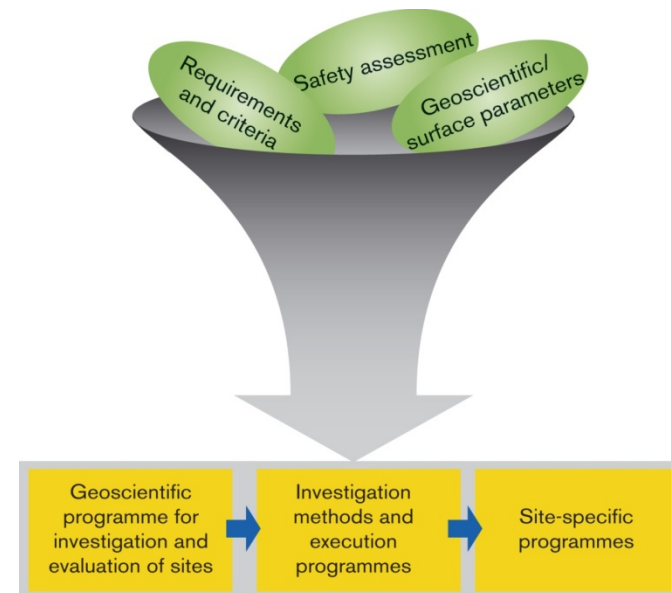 Requirements
and criteria
Safety assessment
Geoscientific/
surface parameters
Geoscientific
programme for
investigation and
evaluation of sites
Investigation
methods and
execution
programmes
Site-specific
programmes